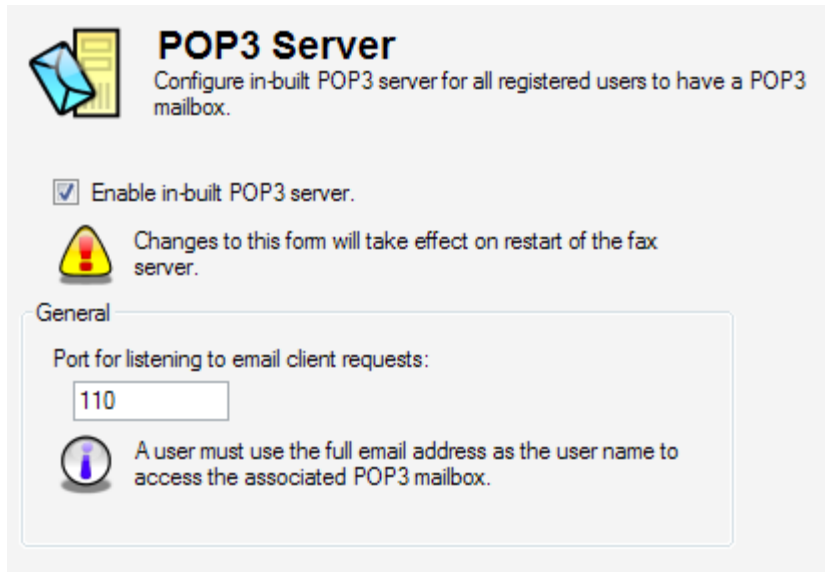 POP3 Server
Configure in-built POP3 server for all registered users to have a POP3
mailbox.
Enable in-built POP3 server.
Changes to this form will take effect on restart of the fax
server.
General
Port for listening to email client requests:
110
A user must use the full email address as the user name to
access the associated POP3 mailbox.